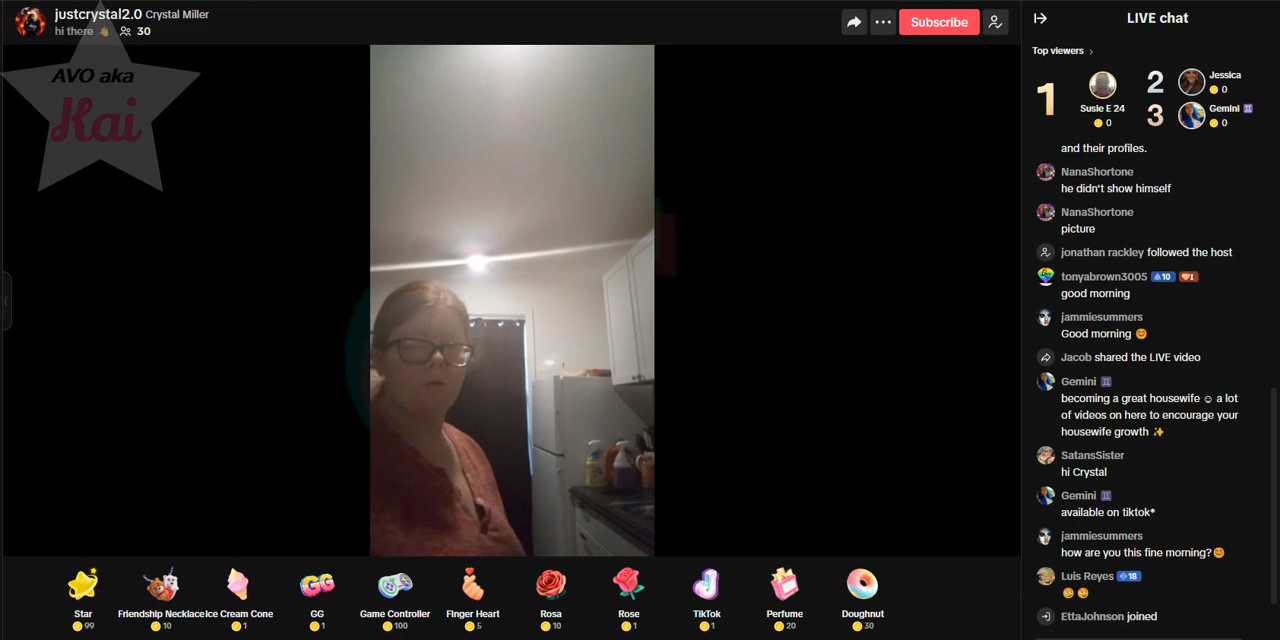 justcrystal2.0 Crystal Miller
hi there 👋 30
Subscribe
AVO aka
Kai
LIVE chat
Top viewers
1
Susie E 24
0
2
Jessica
0
3
Gemini ♊
0
and their profiles.
NanaShortone
he didn't show himself
NanaShortone
picture
jonathan rackley followed the host
tonyabrown3005 10 I
good morning
jammiesummers
Good morning 😊
Jacob shared the LIVE video
Gemini ♊
becoming a great housewife ☺ a lot
of videos on here to encourage your
housewife growth ✨
SatansSister
hi Crystal
Gemini ♊
available on tiktok*
jammiesummers
how are you this fine morning?😊
Luis Reyes 18
EttaJohnson joined
GG
Star
99
Friendship Necklace
10
Ice Cream Cone
1
GG
1
Game Controller
100
Finger Heart
5
Rosa
10
Rose
1
TikTok
1
Perfume
20
Doughnut
30